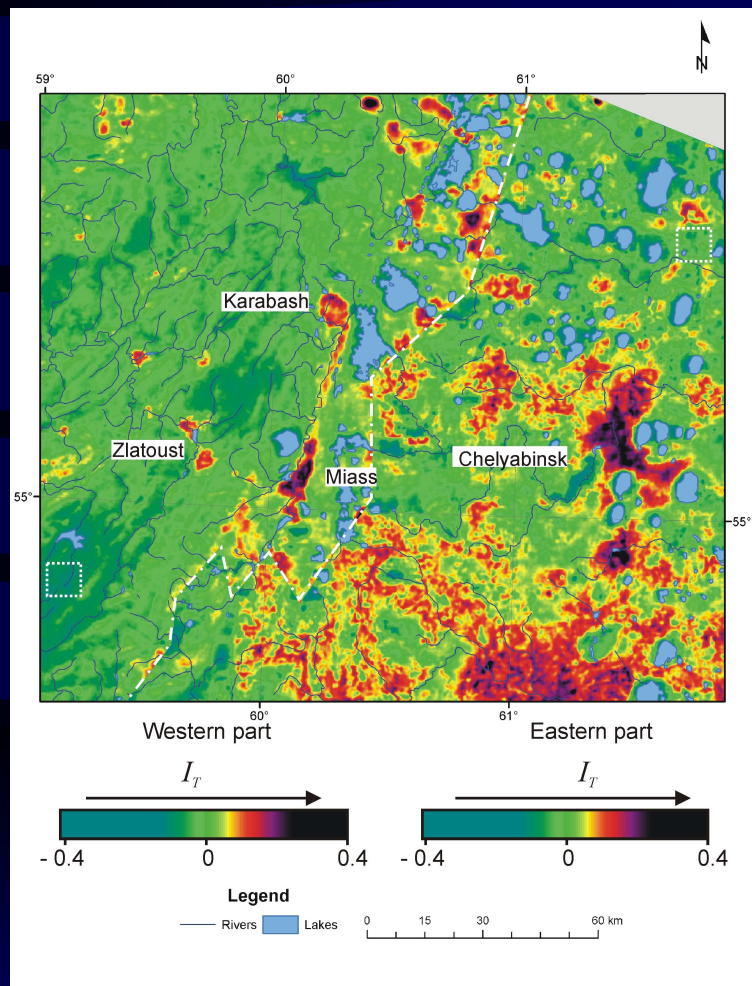 N
59°
60°
61°
Karabash
Zlatoust
Miass
Chelyabinsk
55°
55°
60°
61°
Western part
Eastern part
I_T
I_T
- 0.4
0
0.4
- 0.4
0
0.4
Legend
Rivers
Lakes
0
15
30
60 km